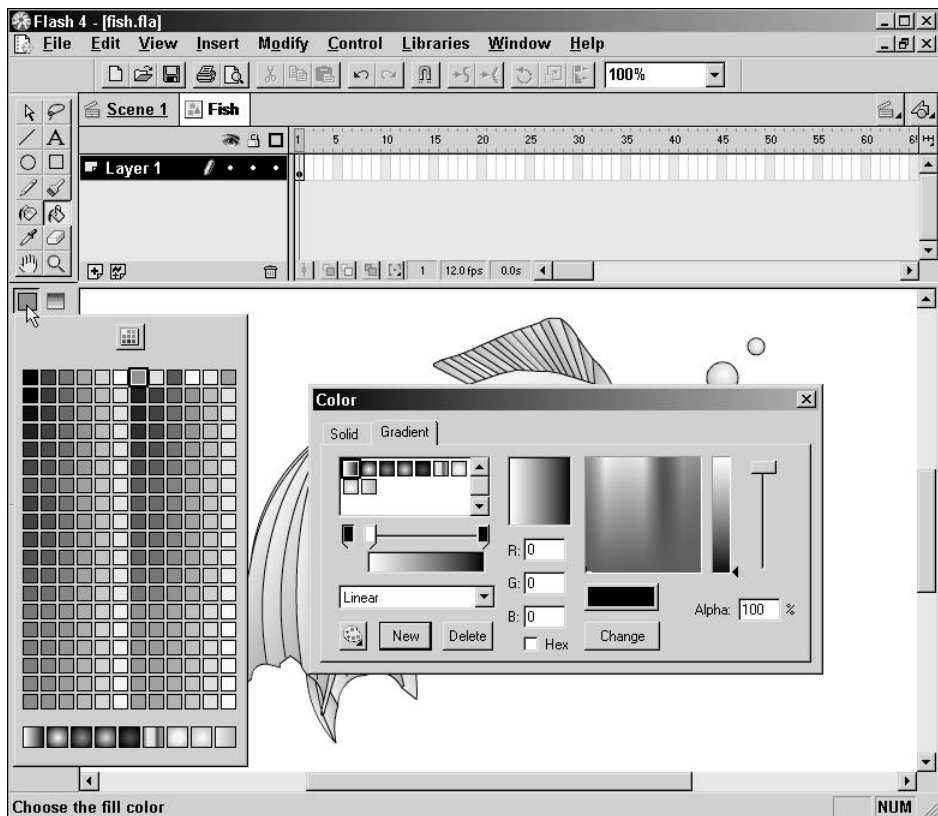 Flash 4 - [fish.fla]
File Edit View Insert Modify Control Libraries Window Help
100%
Scene 1 Fish
1 5 10 15 20 25 30 35 40 45 50 55 60
Layer 1
1 12.0 fps 0.0s
Color
Solid Gradient
R: 0
G: 0
Linear
B: 0
Alpha: 100 %
New Delete
Hex
Change
Choose the fill color NUM